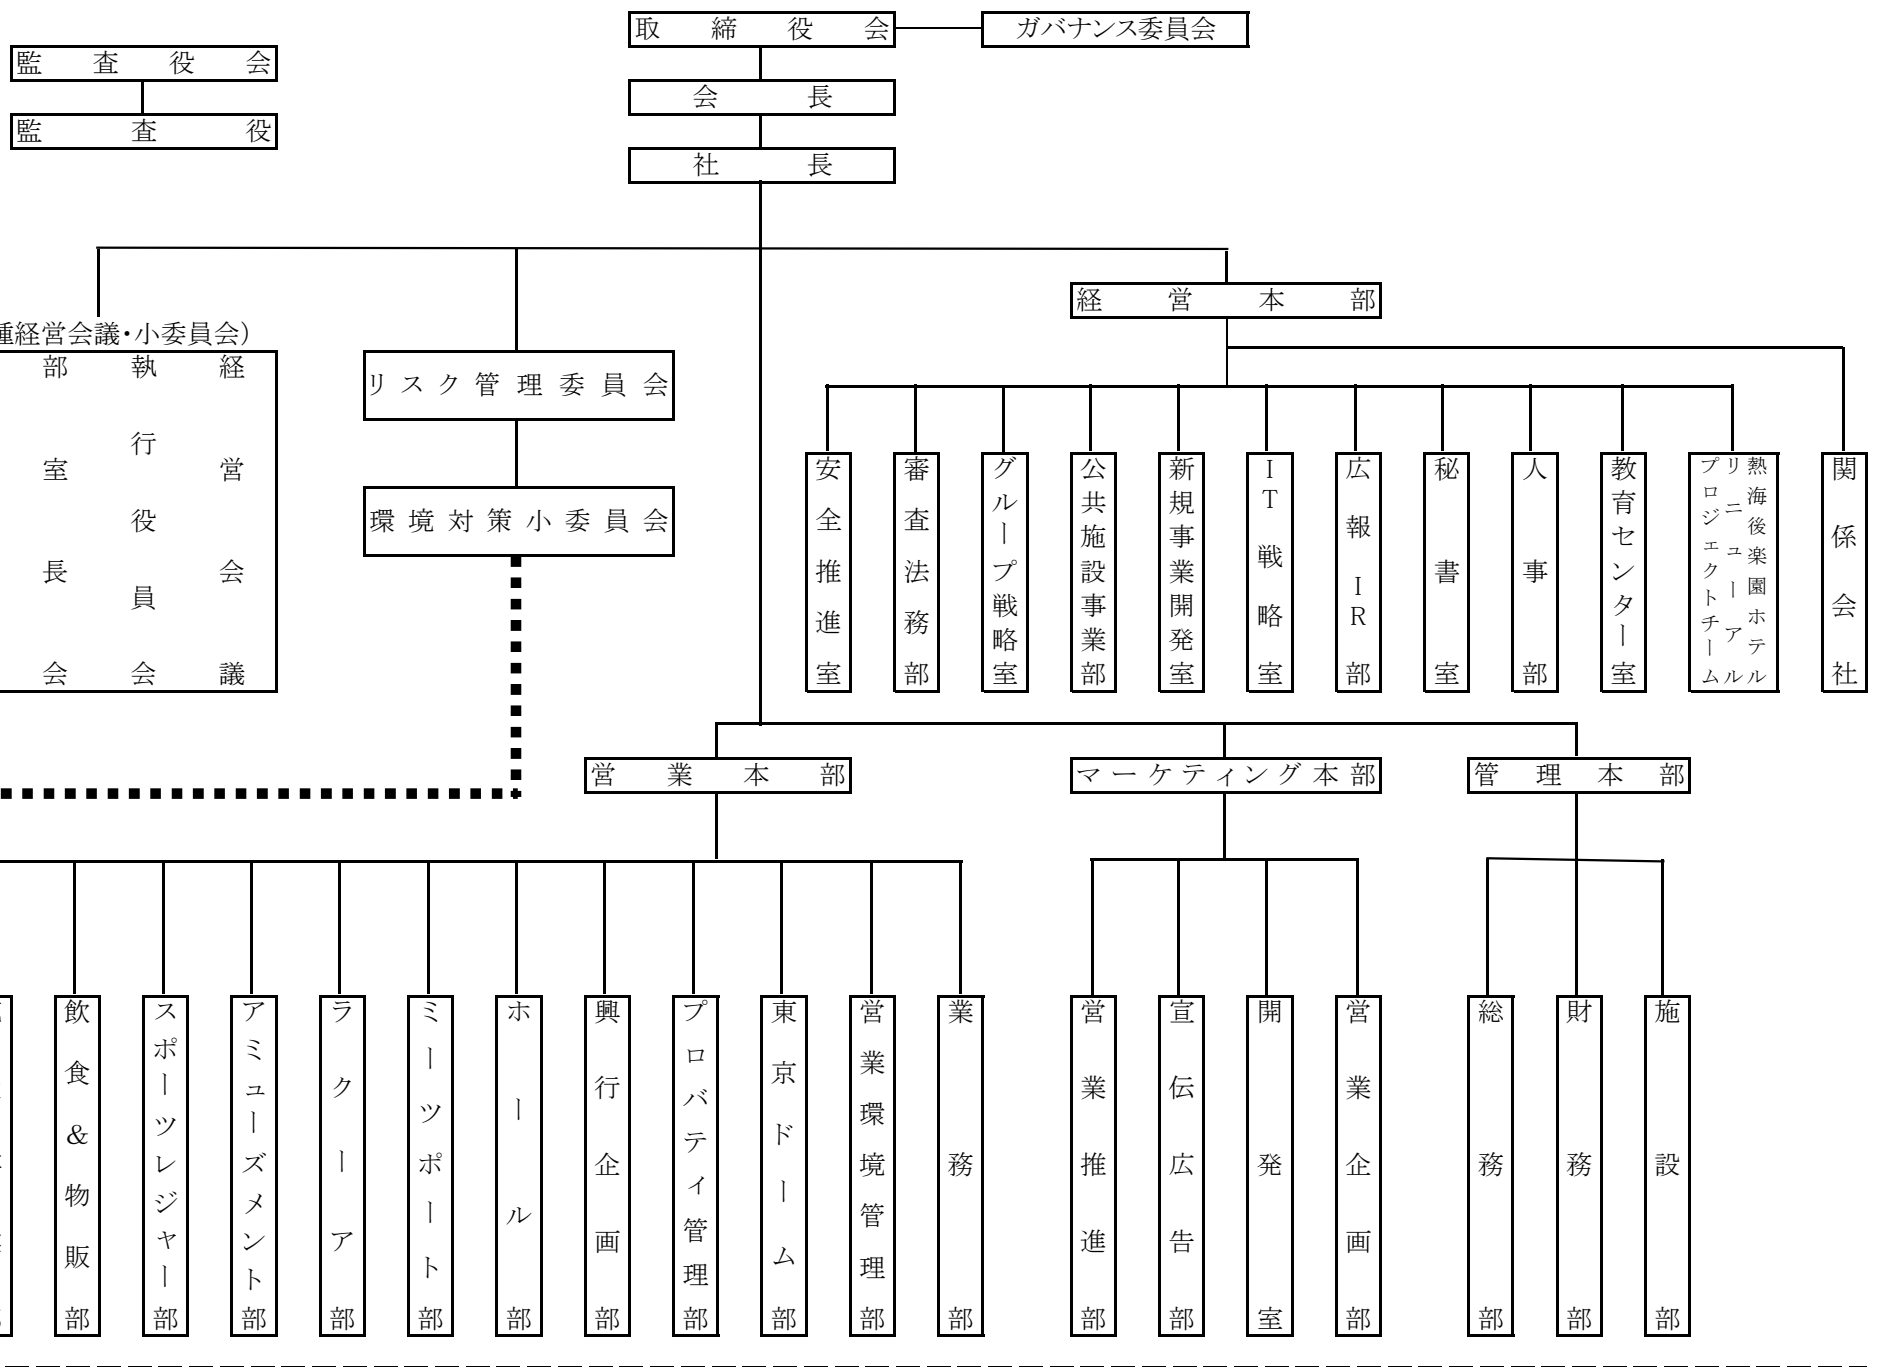 取締役会
ガバナンス委員会
監査役会
会長
監査役
社長
経営本部
経営会議・小委員会）
経営会議
執行役員会
部室長会
リスク管理委員会
環境対策小委員会
安全推進室
審査法務部
グループ戦略室
公共施設事業部
新規事業開発室
IT戦略室
広報IR部
秘書室
人事部
教育センター室
熱海後楽園ホテル
リニューアル
プロジェクトチーム
関係会社
営業本部
マーケティング本部
管理本部
飲食&物販部
スポーツレジャー部
アミューズメント部
ラクーア部
ミーツポート部
ホール部
興行企画部
プロパティ管理部
東京ドーム部
営業環境管理部
業務部
営業推進部
宣伝広告部
開発室
営業企画部
総務部
財務部
施設部